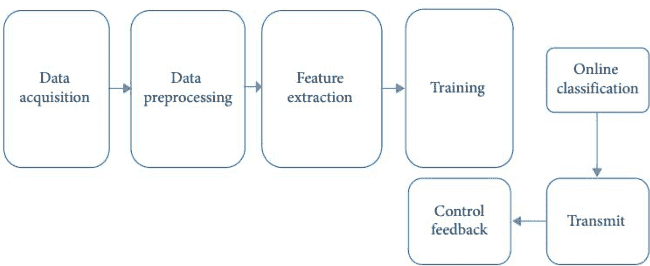 Data
acquisition
Data
preprocessing
Feature
extraction
Training
Online
classification
Control
feedback
Transmit